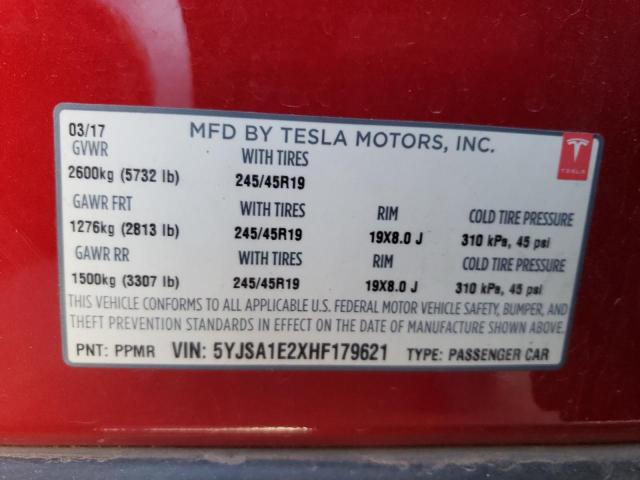 03/17 MFD BY TESLA MOTORS, INC.
GVWR WITH TIRES
2600kg (5732 lb) 245/45R19
TESLA
GAWR FRT WITH TIRES RIM COLD TIRE PRESSURE
1276kg (2813 lb) 245/45R19 19X8.0 J 310 kPa, 45 psi
GAWR RR WITH TIRES RIM COLD TIRE PRESSURE
1500kg (3307 lb) 245/45R19 19X8.0 J 310 kPa, 45 psi
THIS VEHICLE CONFORMS TO ALL APPLICABLE U.S. FEDERAL MOTOR VEHICLE SAFETY, BUMPER, AND
THEFT PREVENTION STANDARDS IN EFFECT ON THE DATE OF MANUFACTURE SHOWN ABOVE.
PNT: PPMR VIN: 5YJSA1E2XHF179621 TYPE: PASSENGER CAR